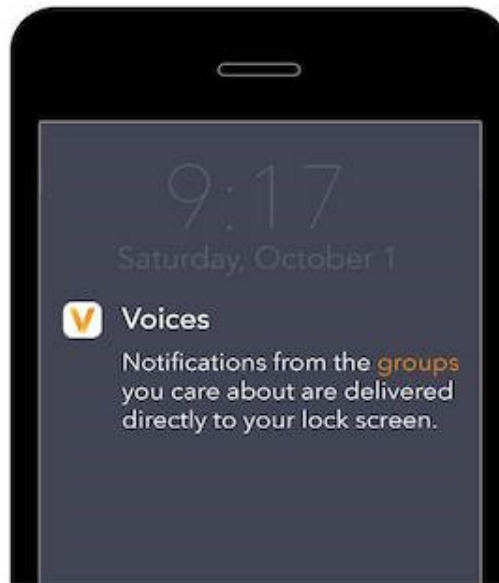 9:17
Saturday, October 1
V
Voices
Notifications from the groups
you care about are delivered
directly to your lock screen.